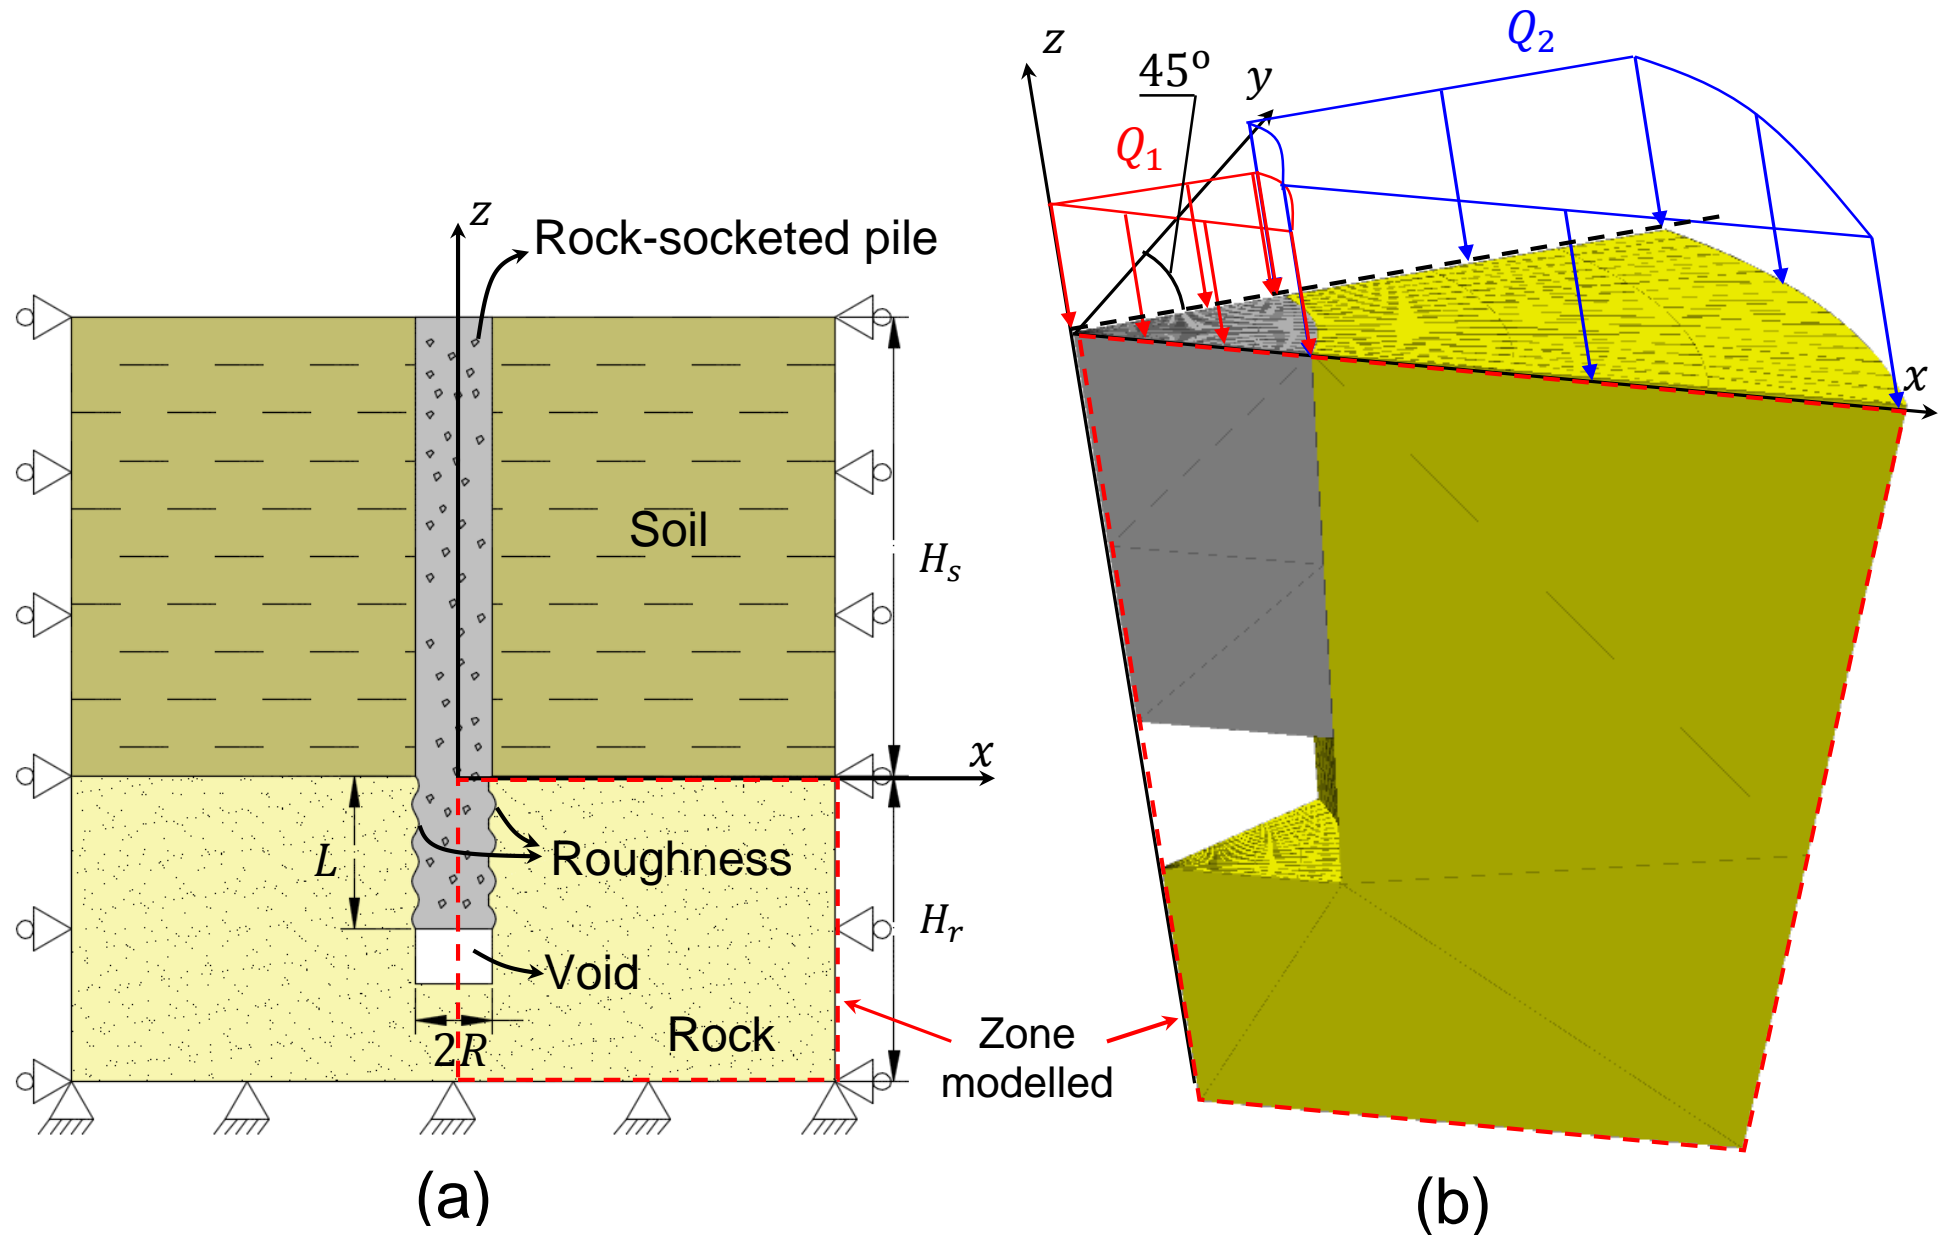 z
Rock-socketed pile
Soil
H_s
x
L
Roughness
H_r
Void
2R
Rock
(a)
z
45°
y
Q_2
Q_1
x
Zone
modelled
(b)